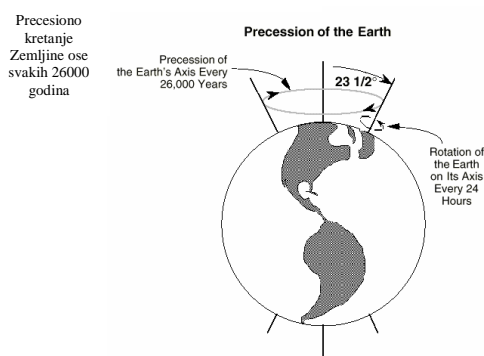 Precesiono
kretanje
Zemljine ose
svakih 26000
godina
Precession of the Earth
Precession of
the Earth's Axis Every
26,000 Years
23 1/2°
Rotation of
the Earth
on Its Axis
Every 24
Hours